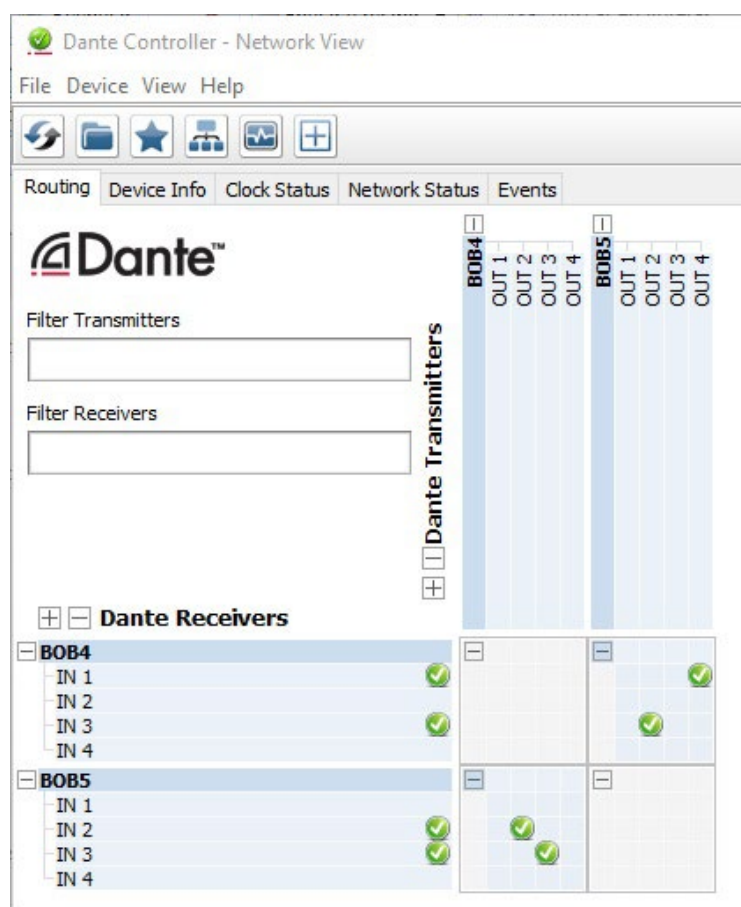 Dante Controller - Network View
File Device View Help
Routing Device Info Clock Status Network Status Events
Dante™
Filter Transmitters
Filter Receivers
Dante Transmitters
BOB4
OUT 1
OUT 2
OUT 3
OUT 4
BOB5
OUT 1
OUT 2
OUT 3
OUT 4
Dante Receivers
BOB4
IN 1
IN 2
IN 3
IN 4
BOB5
IN 1
IN 2
IN 3
IN 4